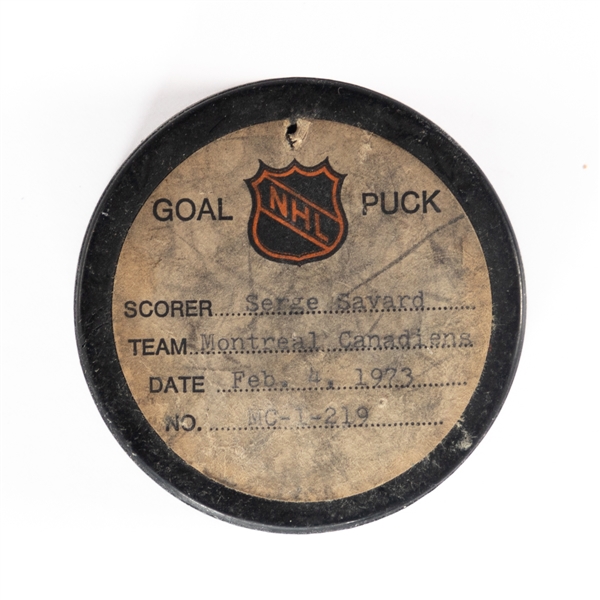 NHL
GOAL PUCK
SCORER Serge Savard
TEAM Montreal Canadiens
DATE Feb. 4, 1973
NO. MC-1-219